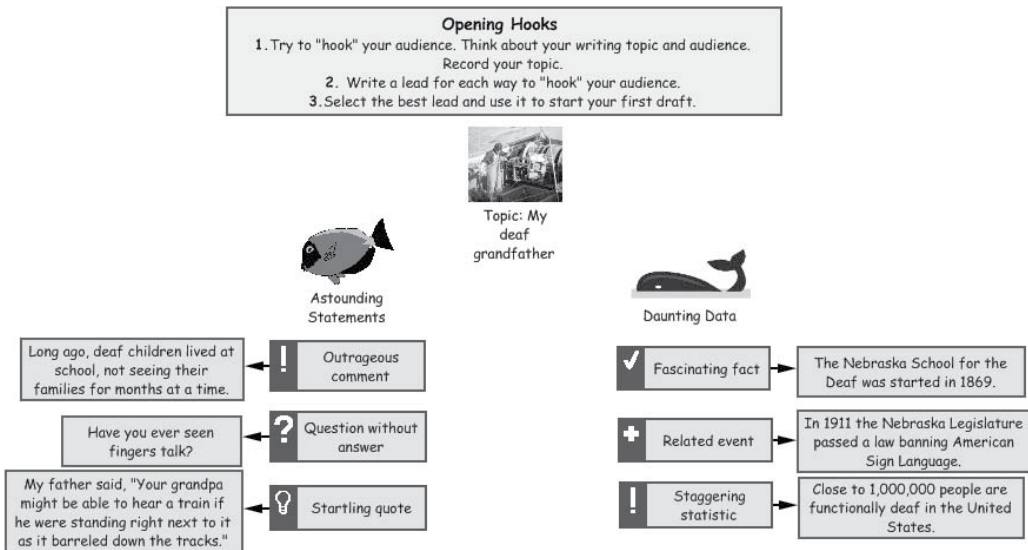 Opening Hooks
1. Try to "hook" your audience. Think about your writing topic and audience.
Record your topic.
2. Write a lead for each way to "hook" your audience.
3. Select the best lead and use it to start your first draft.
Topic: My
deaf
grandfather
Astounding
Statements
Long ago, deaf children lived at
school, not seeing their
families for months at a time.
!
Outrageous
comment
Have you ever seen
fingers talk?
?
Question without
answer
My father said, "Your grandpa
might be able to hear a train if
he were standing right next to it
as it barreled down the tracks."
Startling quote
Daunting Data
Fascinating fact
The Nebraska School for the
Deaf was started in 1869.
+
Related event
In 1911 the Nebraska Legislature
passed a law banning American
Sign Language.
!
Staggering
statistic
Close to 1,000,000 people are
functionally deaf in the United
States.